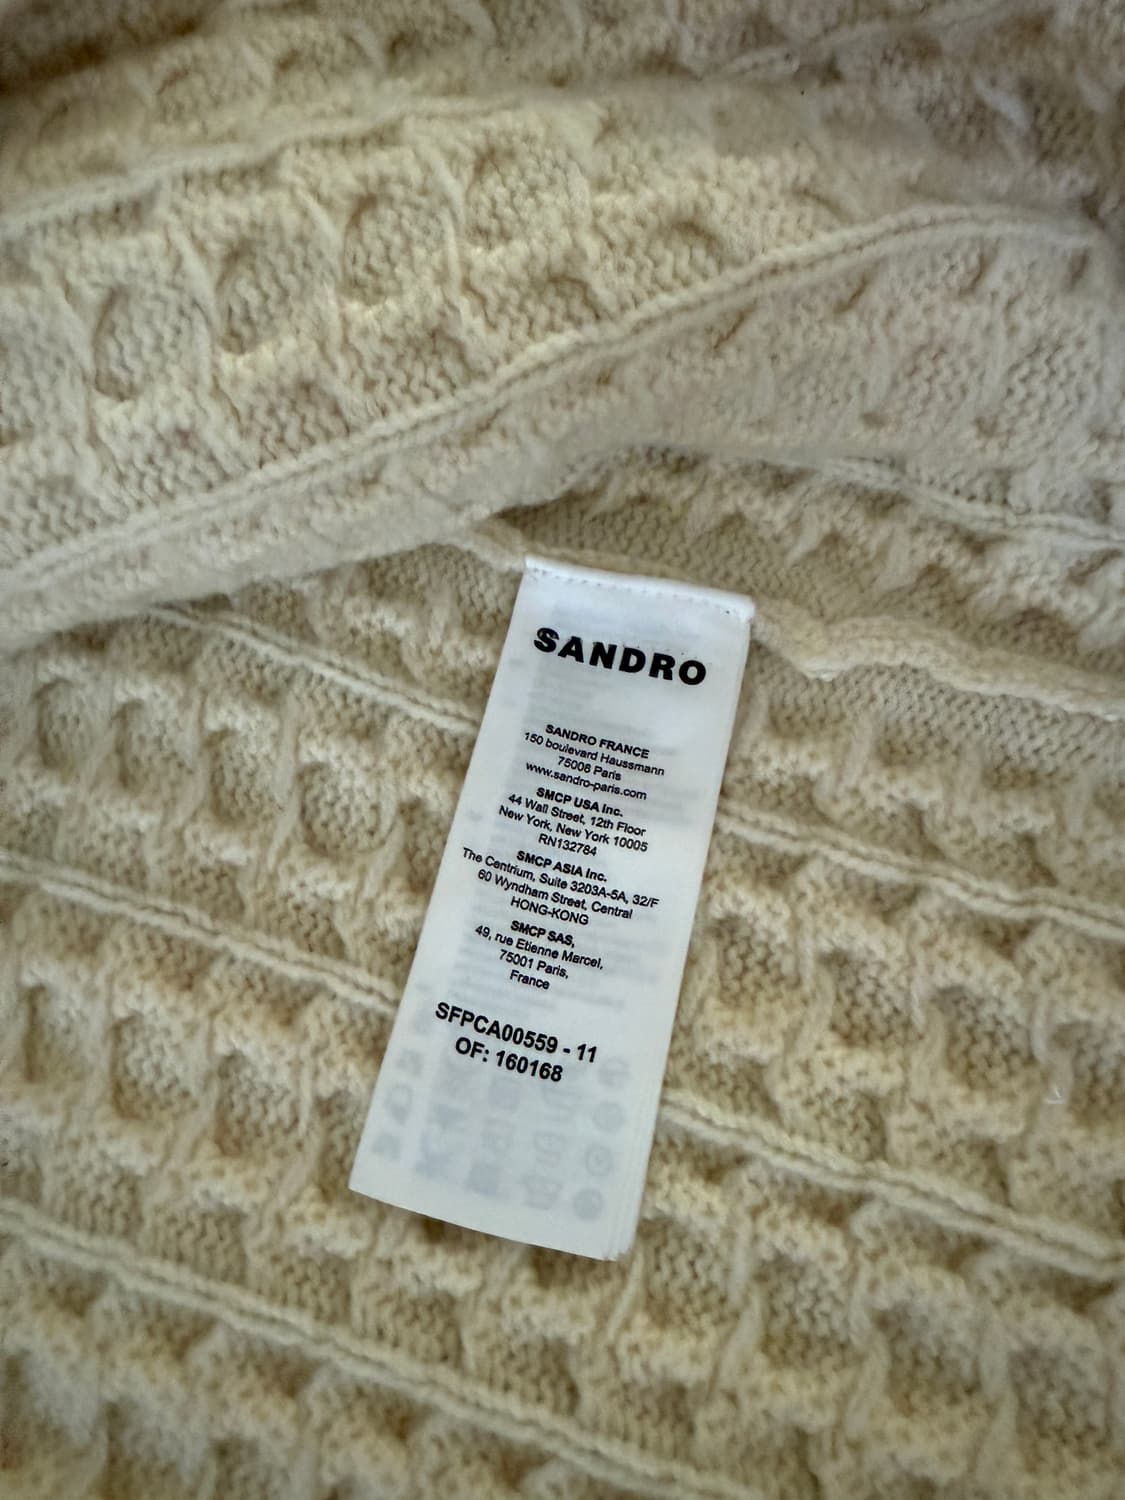 SANDRO
SANDRO FRANCE
150 boulevard Haussmann
75008 Paris
www.sandro-paris.com
SMCP USA Inc.
44 Wall Street, 12th Floor
New York, New York 10005
RN132784
SMCP ASIA Inc.
The Centrium, Suite 3203A-5A, 32/F
60 Wyndham Street, Central
HONG-KONG
SMCP SAS,
49, rue Etienne Marcel,
75001 Paris,
France
SFPCA00559 - 11
OF: 160168